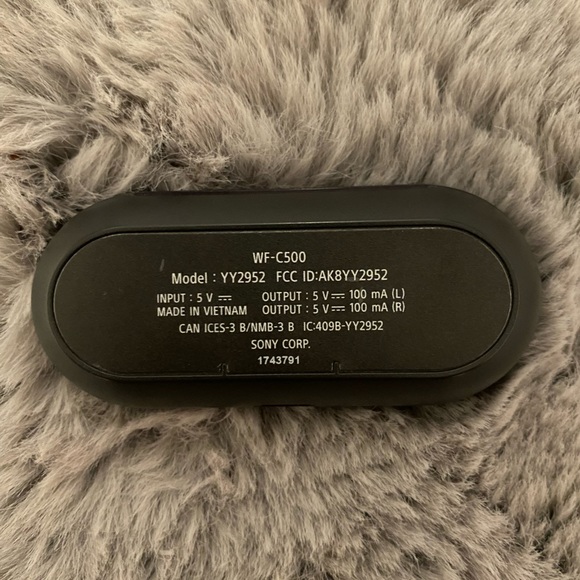 WF-C500
Model : YY2952 FCC ID:AK8YY2952
INPUT : 5 V ⎓ OUTPUT : 5 V ⎓ 100 mA (L)
MADE IN VIETNAM OUTPUT : 5 V ⎓ 100 mA (R)
CAN ICES-3 B/NMB-3 B IC:409B-YY2952
SONY CORP.
1743791